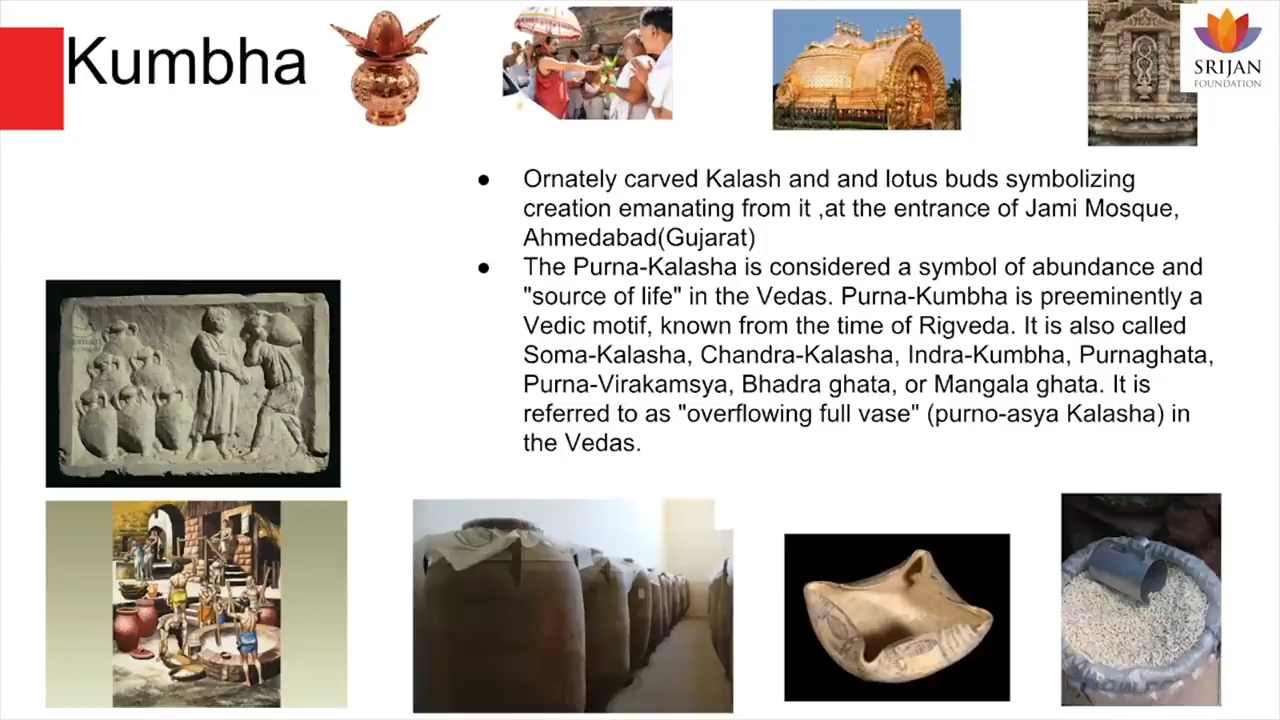 Kumbha
SRIJAN
FOUNDATION
● Ornately carved Kalash and and lotus buds symbolizing
creation emanating from it ,at the entrance of Jami Mosque,
Ahmedabad(Gujarat)
● The Purna-Kalasha is considered a symbol of abundance and
"source of life" in the Vedas. Purna-Kumbha is preeminently a
Vedic motif, known from the time of Rigveda. It is also called
Soma-Kalasha, Chandra-Kalasha, Indra-Kumbha, Purnaghata,
Purna-Virakamsya, Bhadra ghata, or Mangala ghata. It is
referred to as "overflowing full vase" (purno-asya Kalasha) in
the Vedas.